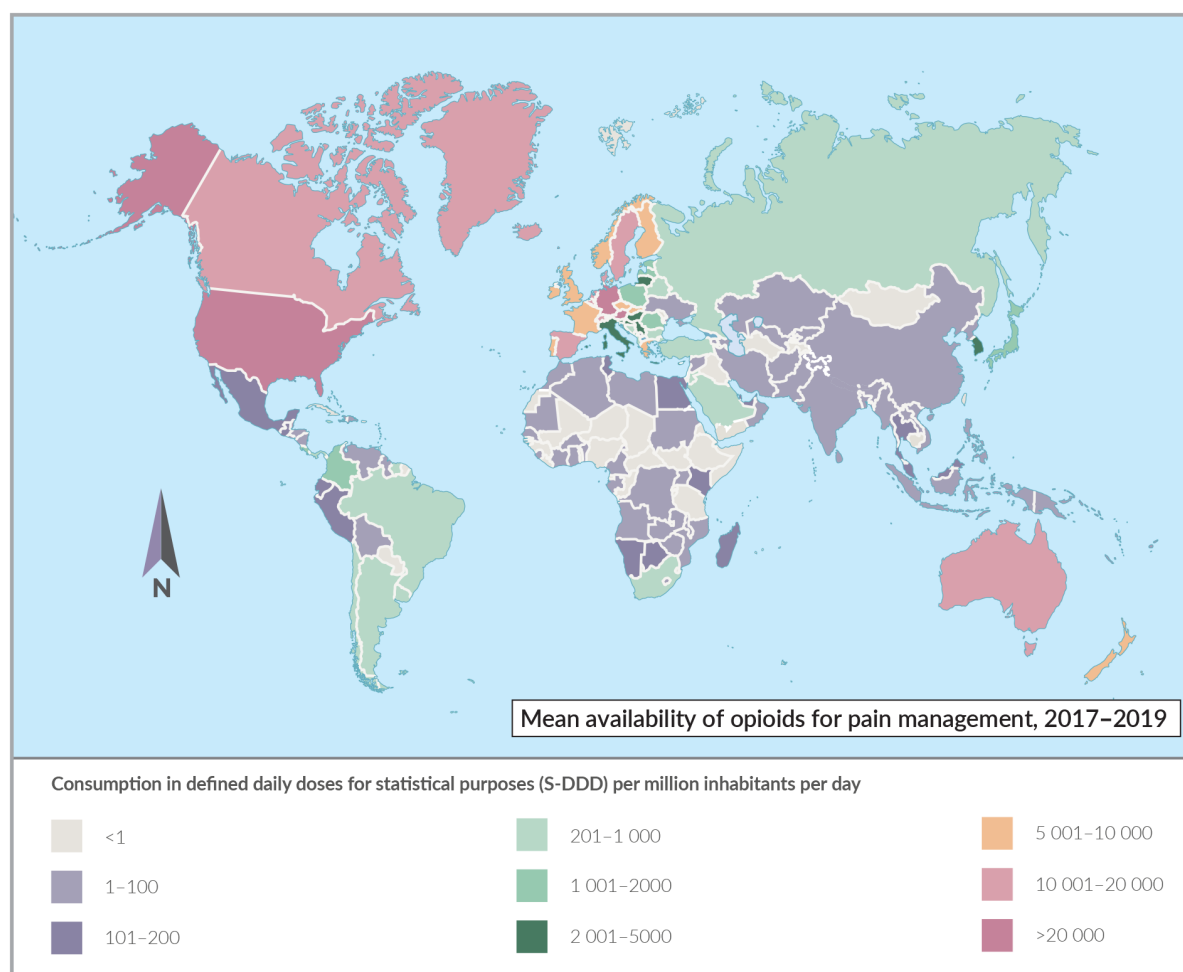 N
Mean availability of opioids for pain management, 2017–2019
Consumption in defined daily doses for statistical purposes (S-DDD) per million inhabitants per day
<1
1–100
101–200
201–1 000
1 001–2000
2 001–5000
5 001–10 000
10 001–20 000
>20 000